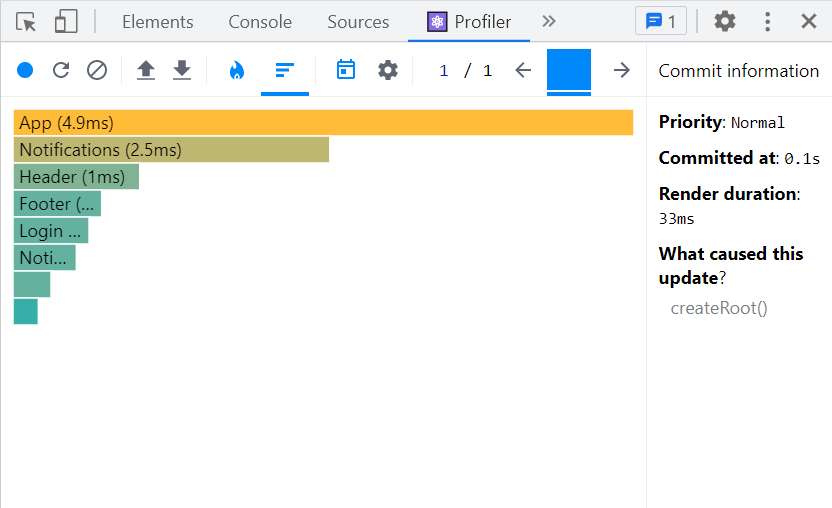 Elements Console Sources Profiler 1
1 / 1 Commit information
App (4.9ms)
Notifications (2.5ms)
Header (1ms)
Footer (...
Login ...
Noti...
Priority: Normal
Committed at: 0.1s
Render duration:
33ms
What caused this
update?
createRoot()